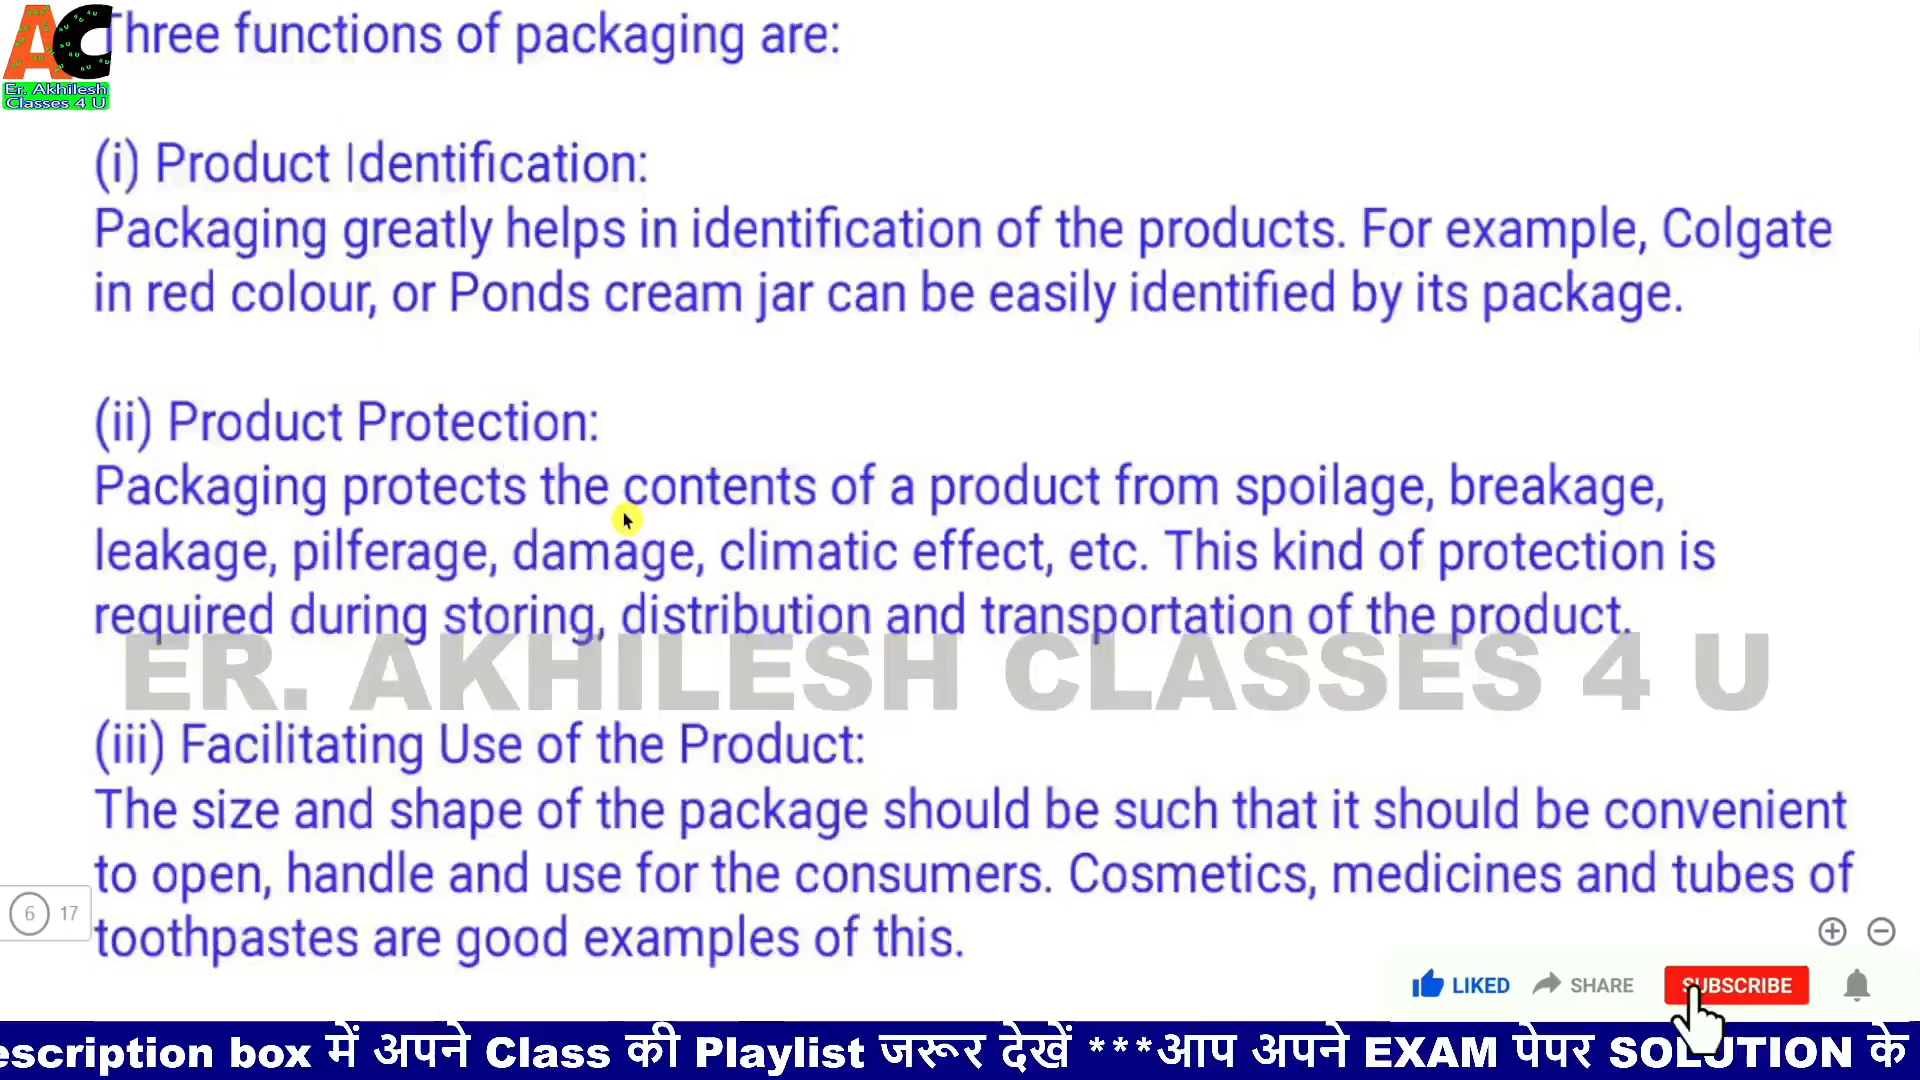 Three functions of packaging are:
AC
Er. Akhilesh
Classes 4 U
(i) Product Identification:
Packaging greatly helps in identification of the products. For example, Colgate
in red colour, or Ponds cream jar can be easily identified by its package.
(ii) Product Protection:
Packaging protects the contents of a product from spoilage, breakage,
leakage, pilferage, damage, climatic effect, etc. This kind of protection is
required during storing, distribution and transportation of the product.
ER. AKHILESH CLASSES 4 U
(iii) Facilitating Use of the Product:
The size and shape of the package should be such that it should be convenient
to open, handle and use for the consumers. Cosmetics, medicines and tubes of
toothpastes are good examples of this.
6 17
LIKED SHARE SUBSCRIBE
escription box में अपने Class की Playlist जरूर देखें ***आप अपने EXAM पेपर SOLUTION के